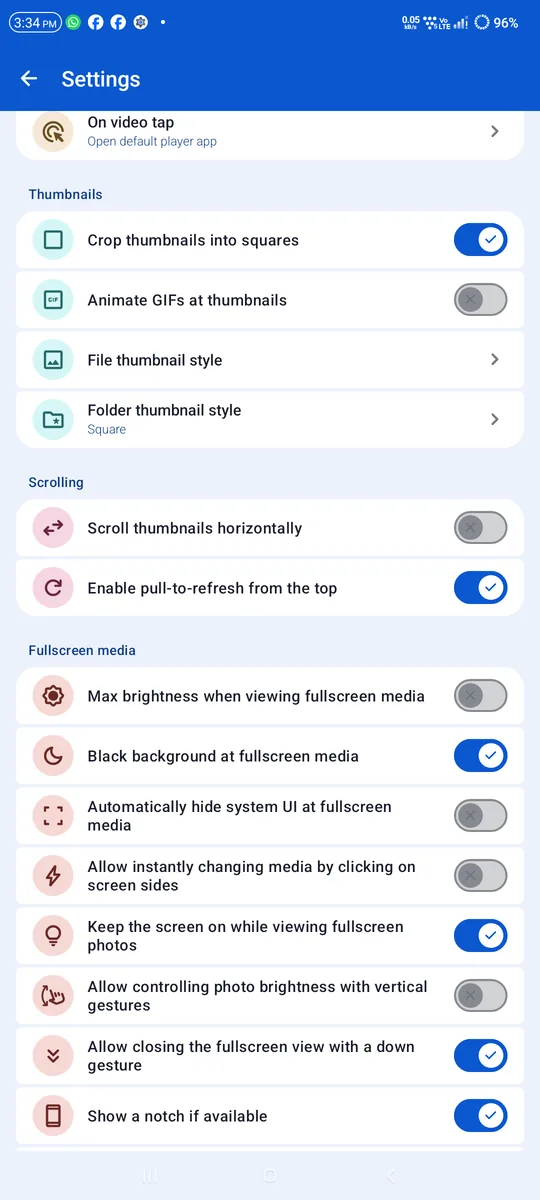 3:34 PM
0.05 kB/s
Vo
5 LTE
96%
Settings
On video tap
Open default player app
Thumbnails
Crop thumbnails into squares
GIF
Animate GIFs at thumbnails
File thumbnail style
Folder thumbnail style
Square
Scrolling
Scroll thumbnails horizontally
Enable pull-to-refresh from the top
Fullscreen media
Max brightness when viewing fullscreen media
Black background at fullscreen media
Automatically hide system UI at fullscreen
media
Allow instantly changing media by clicking on
screen sides
Keep the screen on while viewing fullscreen
photos
Allow controlling photo brightness with vertical
gestures
Allow closing the fullscreen view with a down
gesture
Show a notch if available